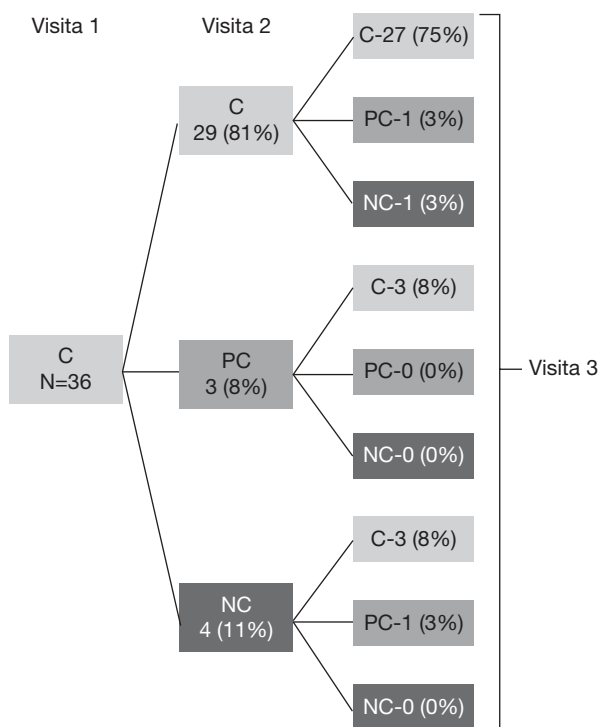 Visita 1
Visita 2
C-27 (75%)
C
29 (81%)
PC-1 (3%)
NC-1 (3%)
C-3 (8%)
C
N=36
PC
3 (8%)
PC-0 (0%)
Visita 3
NC-0 (0%)
C-3 (8%)
NC
4 (11%)
PC-1 (3%)
NC-0 (0%)